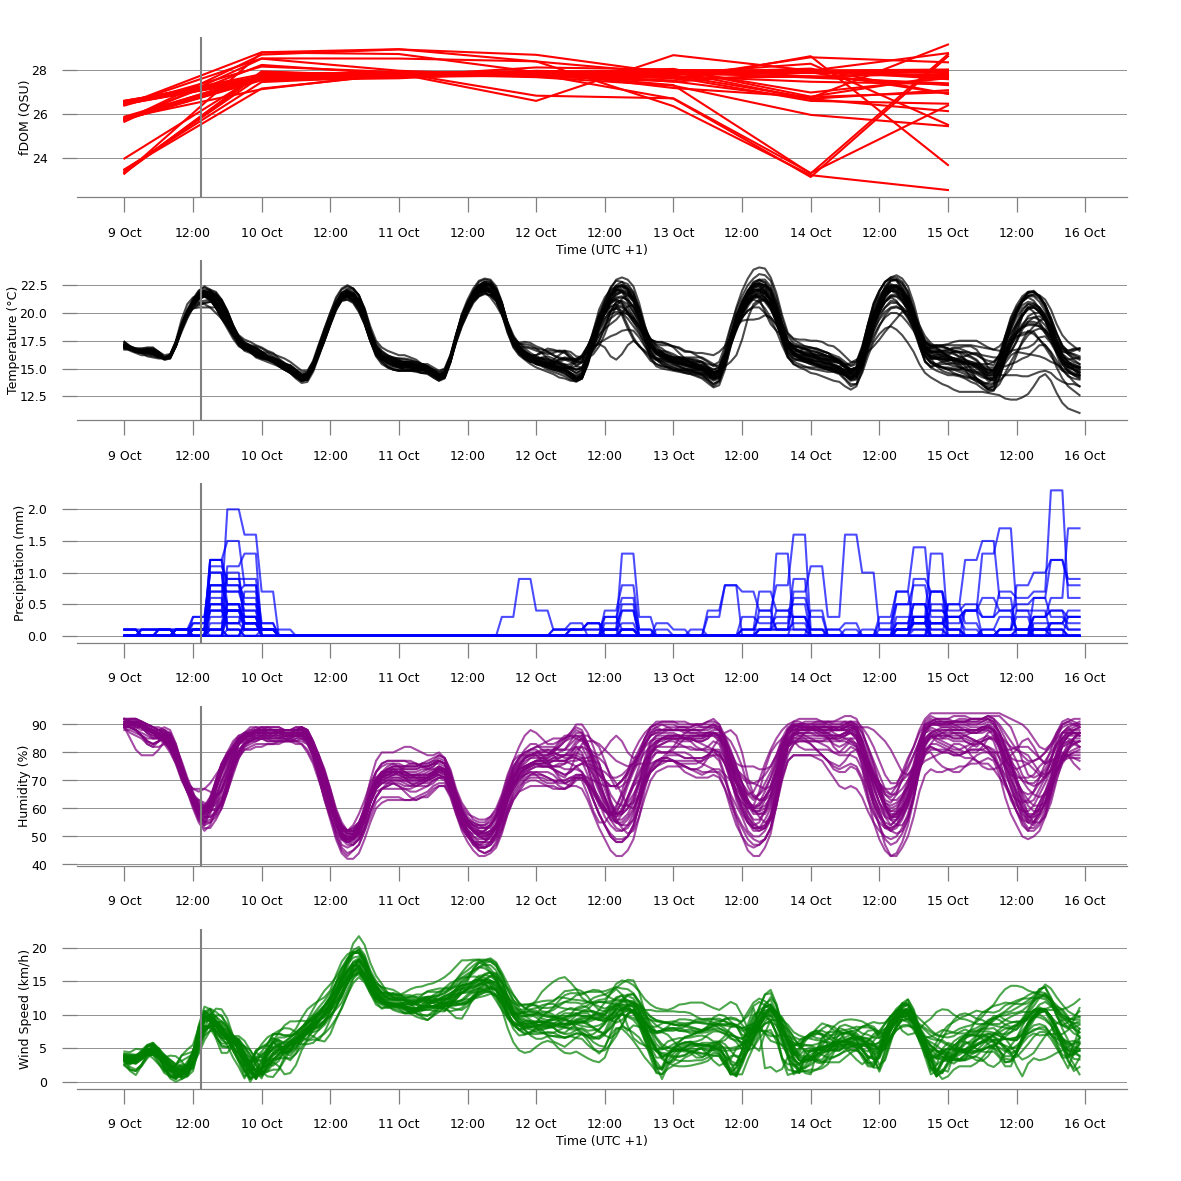 fDOM (QSU)
28
26
24
9 Oct 12:00 10 Oct 12:00 11 Oct 12:00 12 Oct 12:00 13 Oct 12:00 14 Oct 12:00 15 Oct 12:00 16 Oct
Time (UTC +1)
Temperature (°C)
22.5
20.0
17.5
15.0
12.5
9 Oct 12:00 10 Oct 12:00 11 Oct 12:00 12 Oct 12:00 13 Oct 12:00 14 Oct 12:00 15 Oct 12:00 16 Oct
Precipitation (mm)
2.0
1.5
1.0
0.5
0.0
9 Oct 12:00 10 Oct 12:00 11 Oct 12:00 12 Oct 12:00 13 Oct 12:00 14 Oct 12:00 15 Oct 12:00 16 Oct
Humidity (%)
90
80
70
60
50
40
9 Oct 12:00 10 Oct 12:00 11 Oct 12:00 12 Oct 12:00 13 Oct 12:00 14 Oct 12:00 15 Oct 12:00 16 Oct
Wind Speed (km/h)
20
15
10
5
0
9 Oct 12:00 10 Oct 12:00 11 Oct 12:00 12 Oct 12:00 13 Oct 12:00 14 Oct 12:00 15 Oct 12:00 16 Oct
Time (UTC +1)